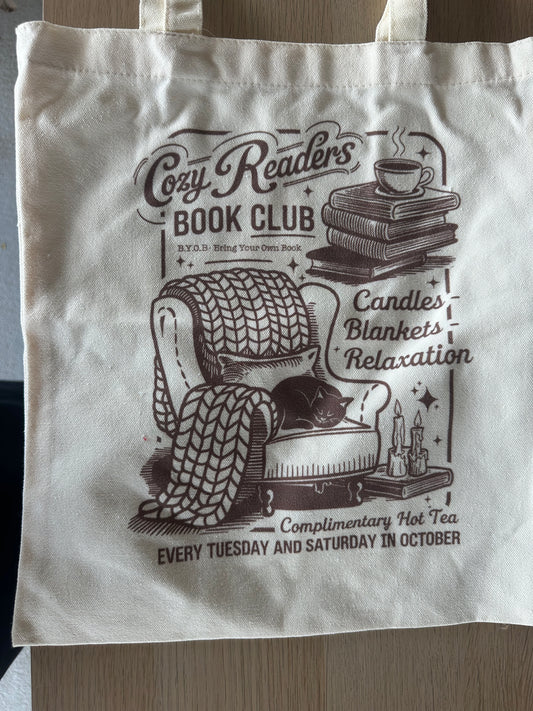 Cozy Readers
BOOK CLUB
B.Y.O.B- Bring Your Own Book
Candles -
Blankets -
Relaxation
Complimentary Hot Tea
EVERY TUESDAY AND SATURDAY IN OCTOBER